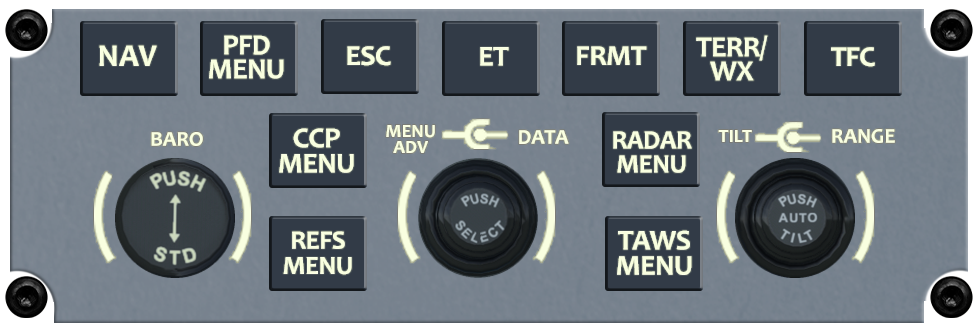 NAV
PFD
MENU
ESC
ET
FRMT
TERR/
WX
TFC
BARO
PUSH
STD
CCP
MENU
REFS
MENU
MENU
ADV
DATA
PUSH
SELECT
RADAR
MENU
TAWS
MENU
TILT
RANGE
PUSH
AUTO
TILT